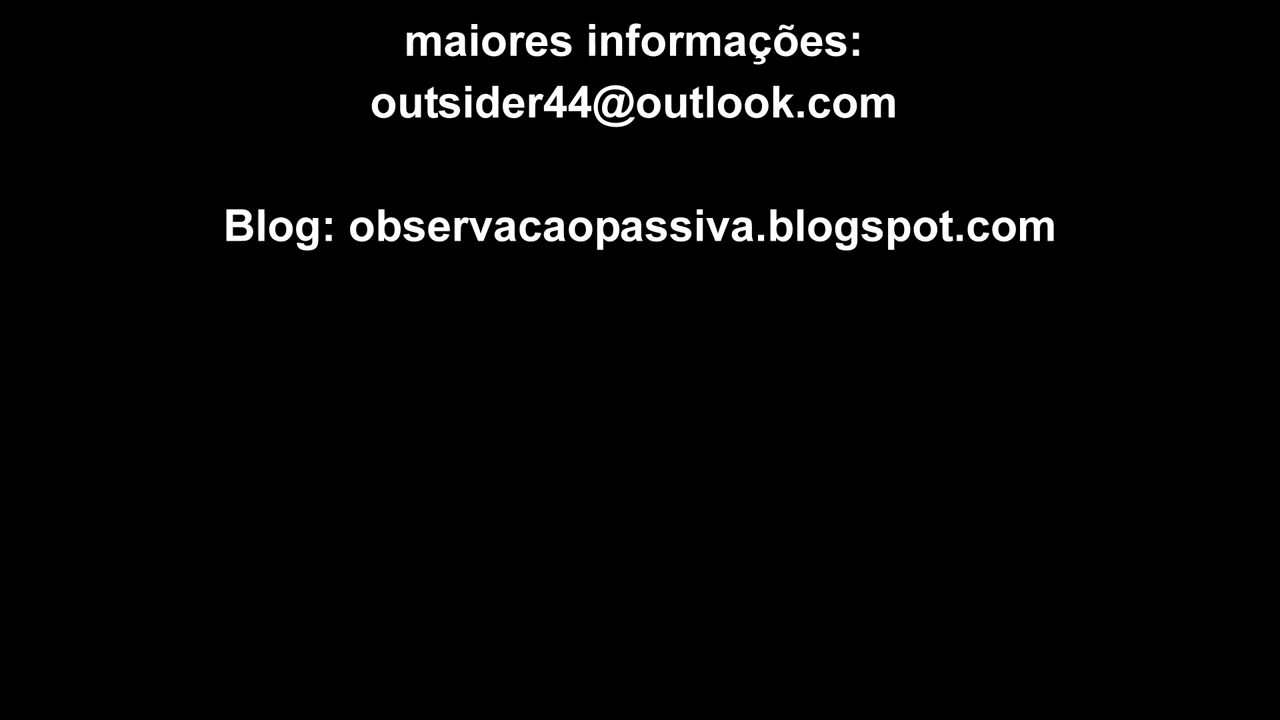 maiores informações:
outsider44@outlook.com
Blog: observacaopassiva.blogspot.com